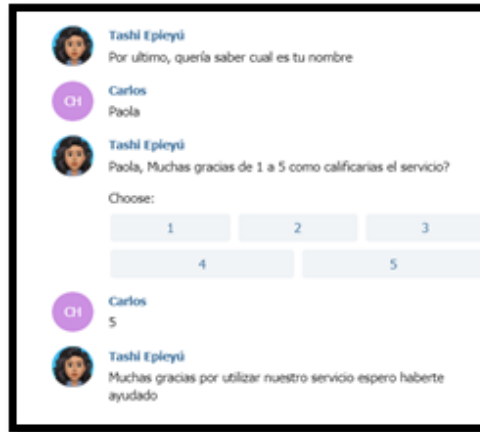 Tashi Epieyú
Por ultimo, quería saber cual es tu nombre
CH
Carlos
Paola
Tashi Epieyú
Paola, Muchas gracias de 1 a 5 como calificarias el servicio?
Choose:
1
2
3
4
5
CH
Carlos
5
Tashi Epieyú
Muchas gracias por utilizar nuestro servicio espero haberte
ayudado